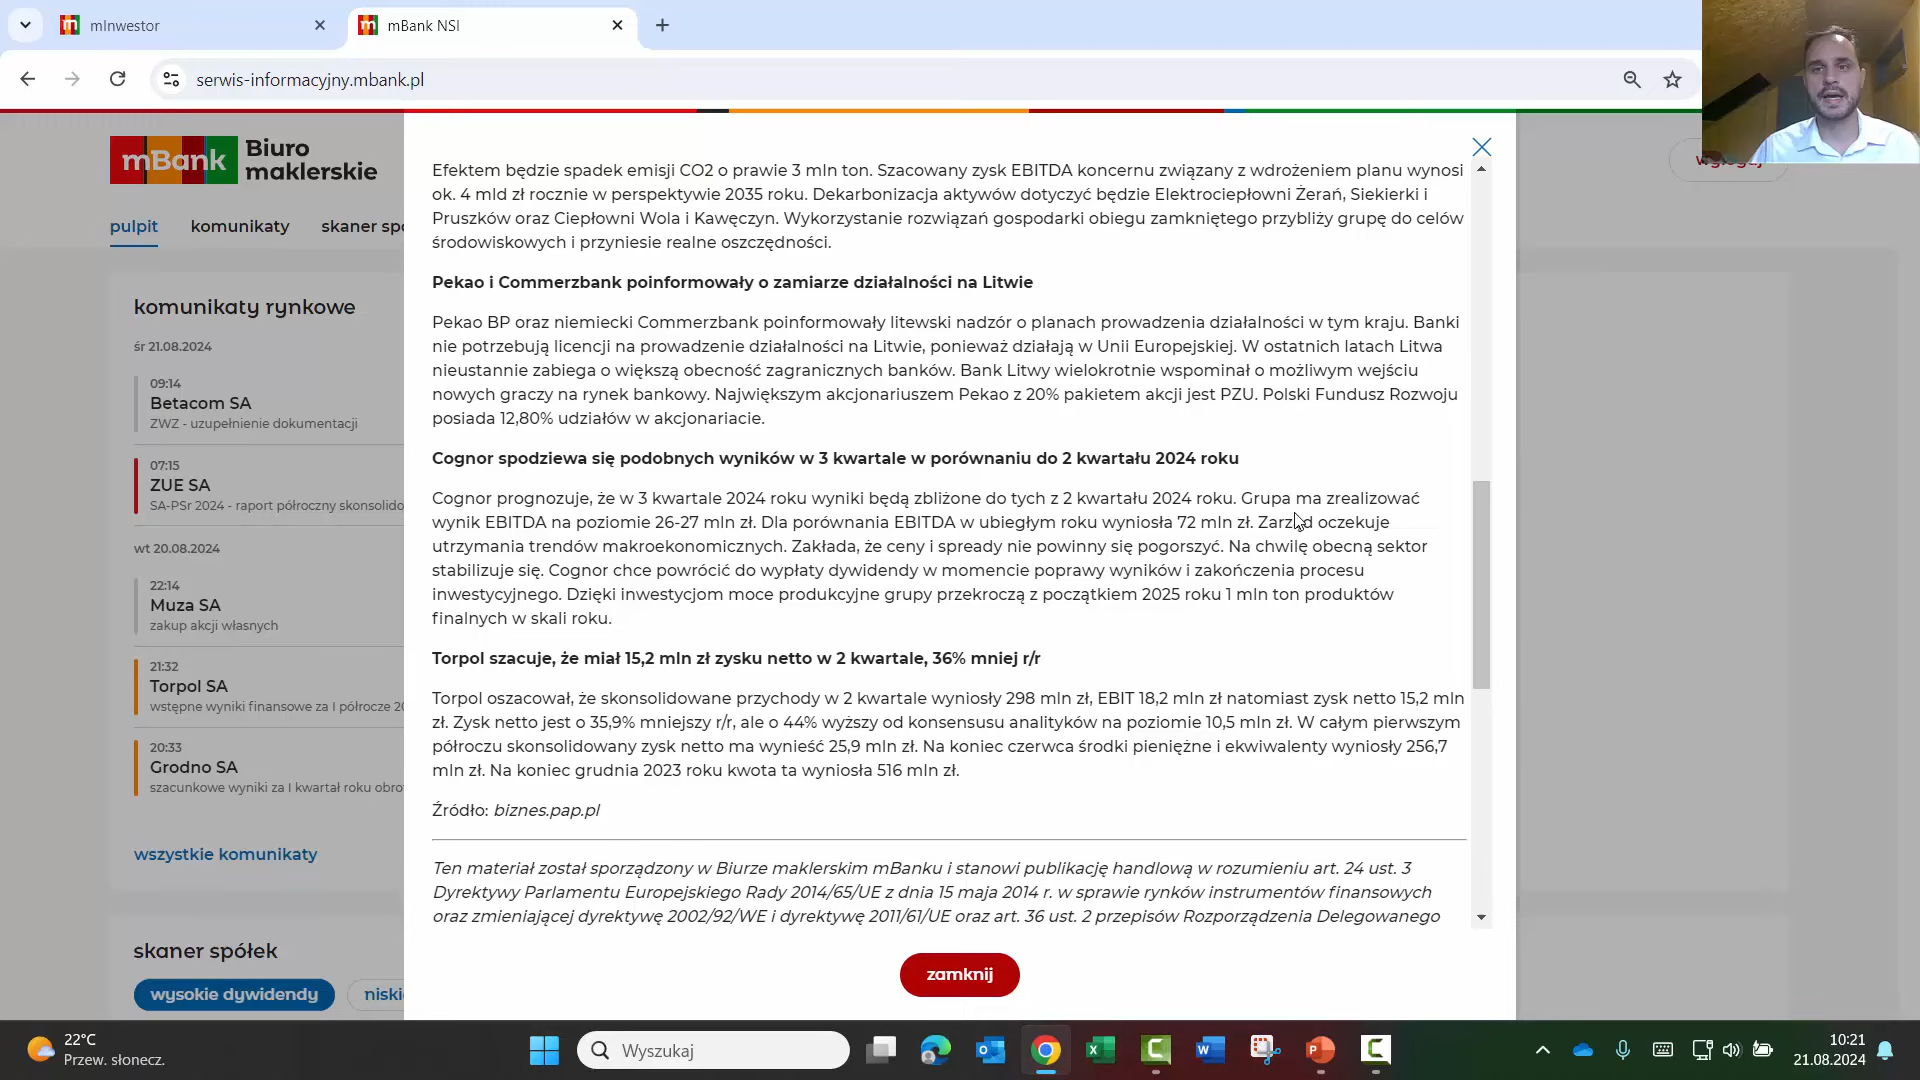 mInwestor
mBank NSI
serwis-informacyjny.mbank.pl
mBank Biuro maklerskie
pulpit komunikaty skaner spó
komunikaty rynkowe
śr 21.08.2024
09:14
Betacom SA
ZWZ - uzupełnienie dokumentacji
07:15
ZUE SA
SA-PSr 2024 - raport półroczny skonsolido
wt 20.08.2024
22:14
Muza SA
zakup akcji własnych
21:32
Torpol SA
wstępne wyniki finansowe za I półrocze 20
20:33
Grodno SA
szacunkowe wyniki za I kwartał roku obro
wszystkie komunikaty
skaner spółek
wysokie dywidendy
Efektem będzie spadek emisji CO2 o prawie 3 mln ton. Szacowany zysk EBITDA koncernu związany z wdrożeniem planu wynosi
ok. 4 mld zł rocznie w perspektywie 2035 roku. Dekarbonizacja aktywów dotyczyć będzie Elektrociepłowni Żerań, Siekierki i
Pruszków oraz Ciepłowni Wola i Kawęczyn. Wykorzystanie rozwiązań gospodarki obiegu zamkniętego przybliży grupę do celów
środowiskowych i przyniesie realne oszczędności.
Pekao i Commerzbank poinformowały o zamiarze działalności na Litwie
Pekao BP oraz niemiecki Commerzbank poinformowały litewski nadzór o planach prowadzenia działalności w tym kraju. Banki
nie potrzebują licencji na prowadzenie działalności na Litwie, ponieważ działają w Unii Europejskiej. W ostatnich latach Litwa
nieustannie zabiega o większą obecność zagranicznych banków. Bank Litwy wielokrotnie wspominał o możliwym wejściu
nowych graczy na rynek bankowy. Największym akcjonariuszem Pekao z 20% pakietem akcji jest PZU. Polski Fundusz Rozwoju
posiada 12,80% udziałów w akcjonariacie.
Cognor spodziewa się podobnych wyników w 3 kwartale w porównaniu do 2 kwartału 2024 roku
Cognor prognozuje, że w 3 kwartale 2024 roku wyniki będą zbliżone do tych z 2 kwartału 2024 roku. Grupa ma zrealizować
wynik EBITDA na poziomie 26-27 mln zł. Dla porównania EBITDA w ubiegłym roku wyniosła 72 mln zł. Zarząd oczekuje
utrzymania trendów makroekonomicznych. Zakłada, że ceny i spready nie powinny się pogorszyć. Na chwilę obecną sektor
stabilizuje się. Cognor chce powrócić do wypłaty dywidendy w momencie poprawy wyników i zakończenia procesu
inwestycyjnego. Dzięki inwestycjom moce produkcyjne grupy przekroczą z początkiem 2025 roku 1 mln ton produktów
finalnych w skali roku.
Torpol szacuje, że miał 15,2 mln zł zysku netto w 2 kwartale, 36% mniej r/r
Torpol oszacował, że skonsolidowane przychody w 2 kwartale wyniosły 298 mln zł, EBIT 18,2 mln zł natomiast zysk netto 15,2 mln
zł. Zysk netto jest o 35,9% mniejszy r/r, ale o 44% wyższy od konsensusu analityków na poziomie 10,5 mln zł. W całym pierwszym
półroczu skonsolidowany zysk netto ma wynieść 25,9 mln zł. Na koniec czerwca środki pieniężne i ekwiwalenty wyniosły 256,7
mln zł. Na koniec grudnia 2023 roku kwota ta wyniosła 516 mln zł.
Źródło: biznes.pap.pl
Ten materiał został sporządzony w Biurze maklerskim mBanku i stanowi publikację handlową w rozumieniu art. 24 ust. 3
Dyrektywy Parlamentu Europejskiego Rady 2014/65/UE z dnia 15 maja 2014 r. w sprawie rynków instrumentów finansowych
oraz zmieniającej dyrektywę 2002/92/WE i dyrektywę 2011/61/UE oraz art. 36 ust. 2 przepisów Rozporządzenia Delegowanego
zamknij
22°C
Przew. słonecz.
Wyszukaj
10:21
21.08.2024